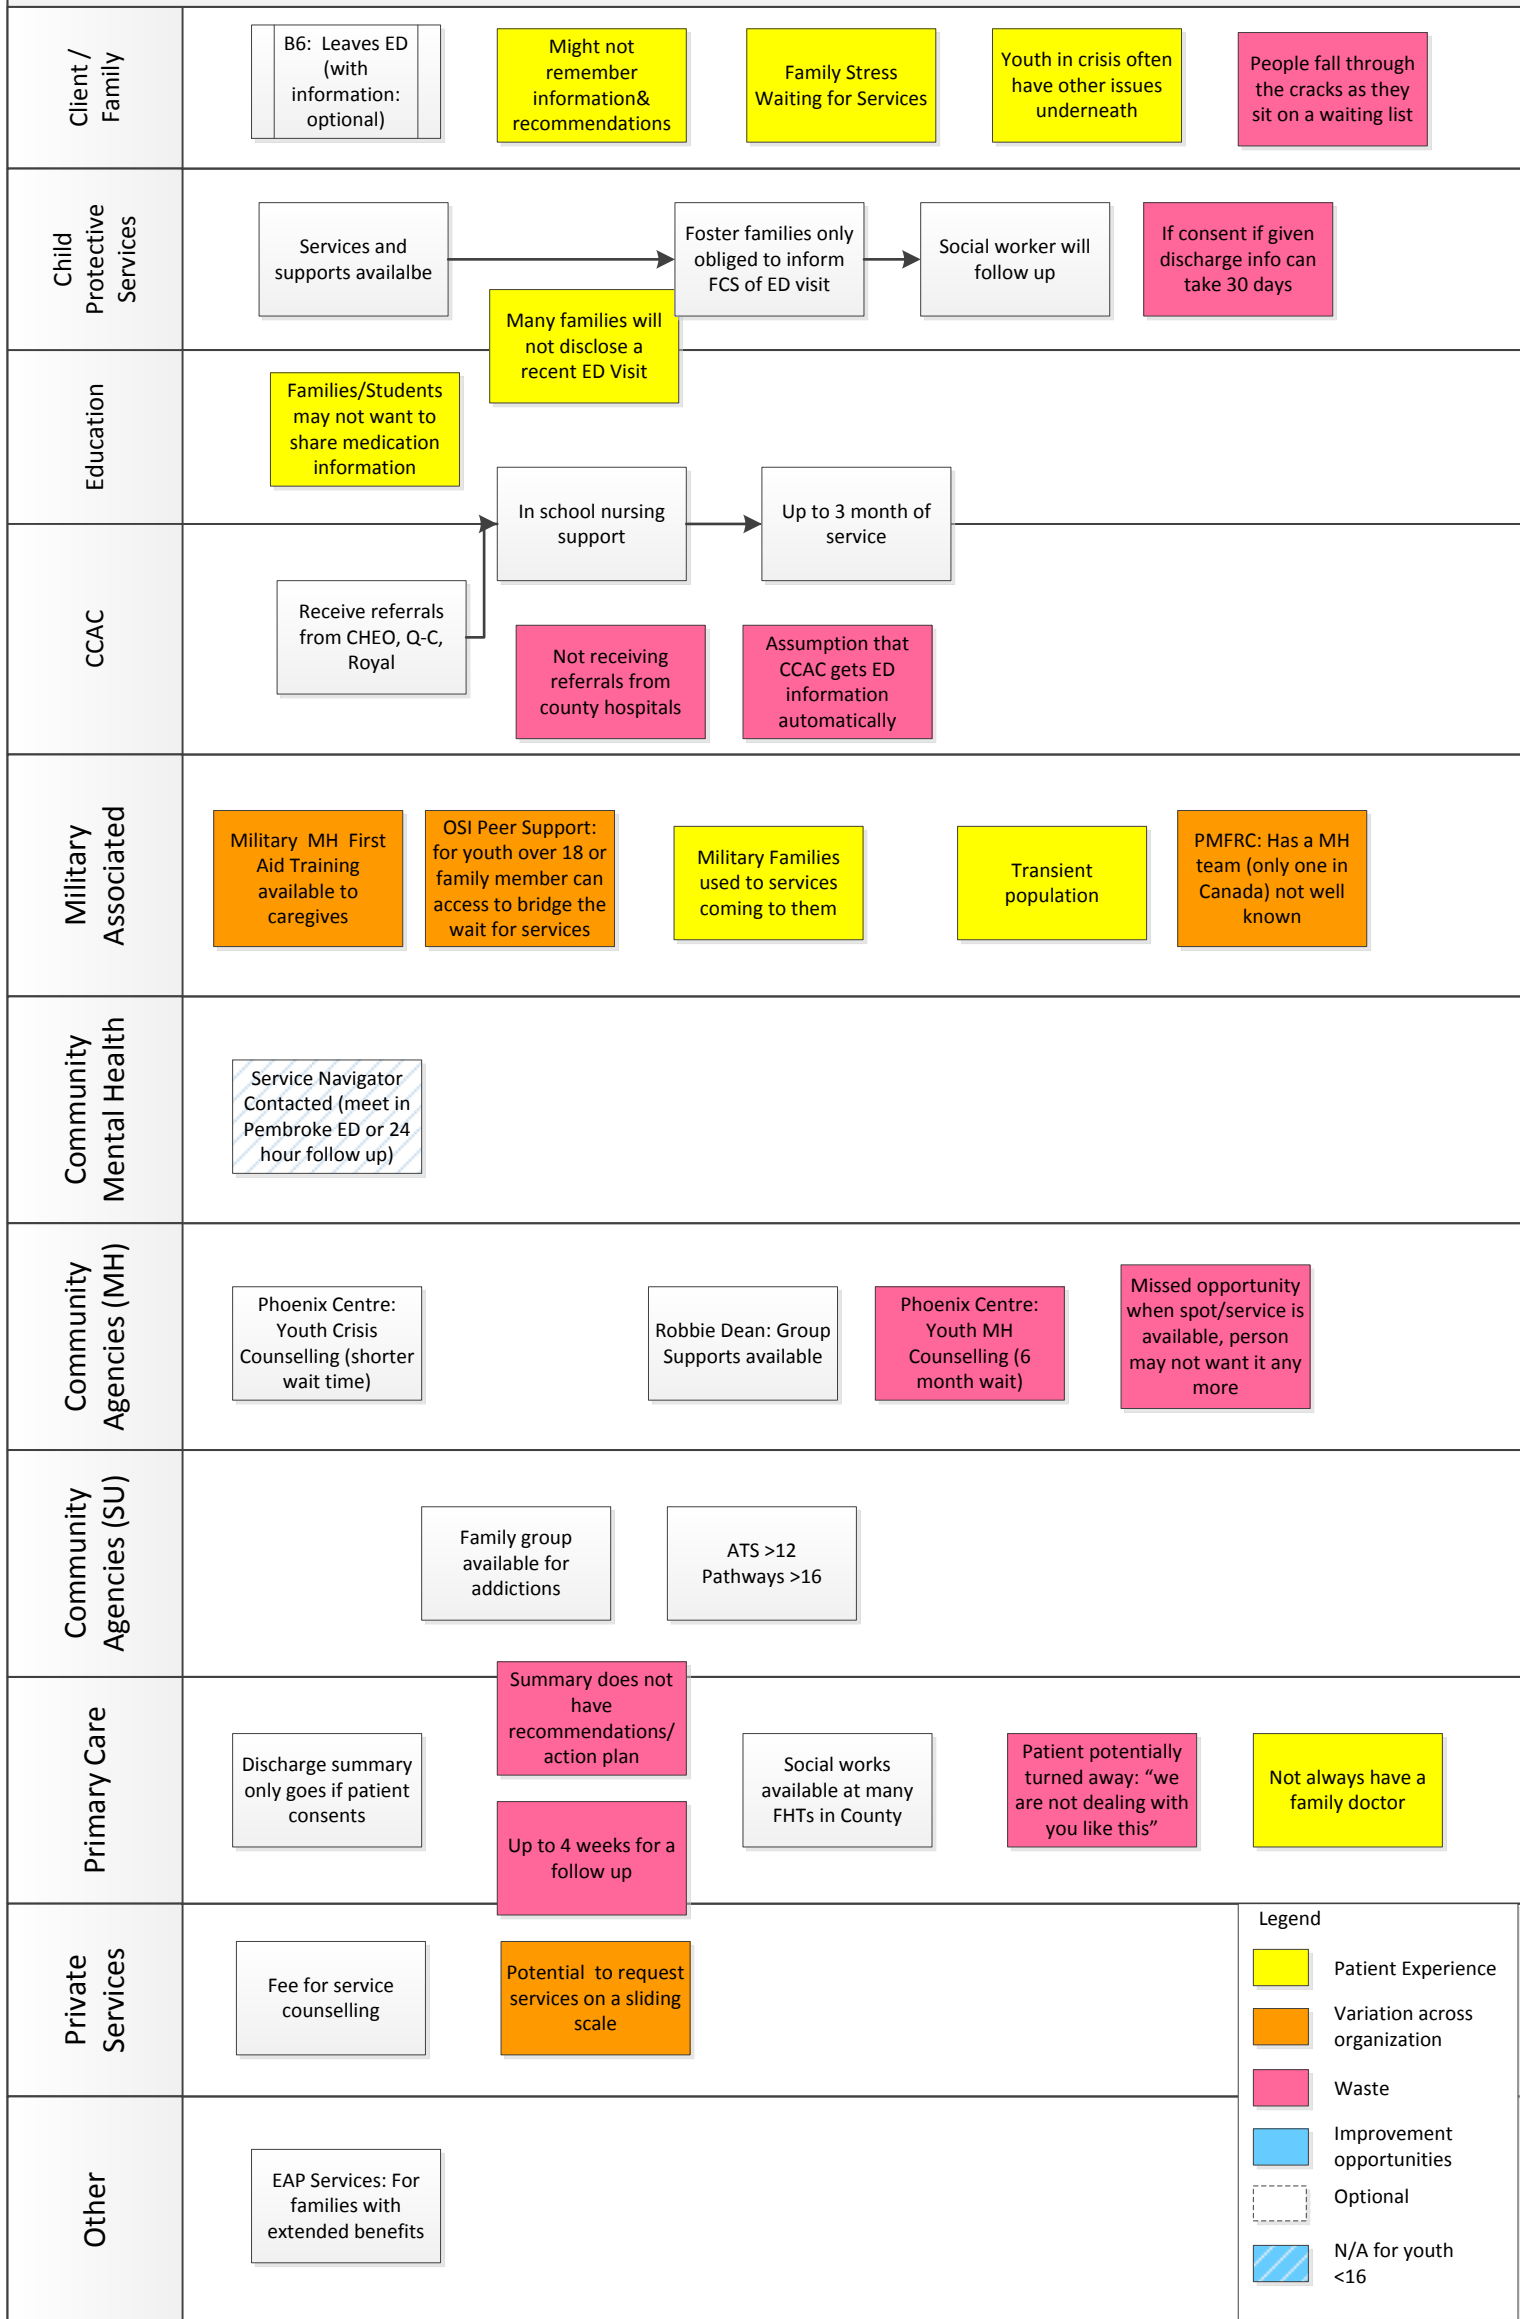 Client /
Family
B6:  Leaves ED
(with
information:
optional)
Might not
remember
information&
recommendations
Family Stress
Waiting for Services
Youth in crisis often
have other issues
underneath
People fall through
the cracks as they
sit on a waiting list
Child
Protective
Services
Services and
supports availalbe
Foster families only
obliged to inform
FCS of ED visit
Social worker will
follow up
If consent if given
discharge info can
take 30 days
Many families will
not disclose a
recent ED Visit
Education
Families/Students
may not want to
share medication
information
In school nursing
support
Up to 3 month of
service
CCAC
Receive referrals
from CHEO, Q-C,
Royal
Not receiving
referrals from
county hospitals
Assumption that
CCAC gets ED
information
automatically
Military
Associated
Military  MH  First
Aid Training
available to
caregives
OSI Peer Support:
for youth over 18 or
family member can
access to bridge the
wait for services
Military Families
used to services
coming to them
Transient
population
PMFRC: Has a MH
team (only one in
Canada) not well
known
Community
Mental Health
Service Navigator
Contacted (meet in
Pembroke ED or 24
hour follow up)
Community
Agencies (MH)
Phoenix Centre:
Youth Crisis
Counselling (shorter
wait time)
Robbie Dean: Group
Supports available
Phoenix Centre:
Youth MH
Counselling (6
month wait)
Missed opportunity
when spot/service is
available, person
may not want it any
more
Community
Agencies (SU)
Family group
available for
addictions
ATS >12
Pathways >16
Primary Care
Discharge summary
only goes if patient
consents
Summary does not
have
recommendations/
action plan
Up to 4 weeks for a
follow up
Social works
available at many
FHTs in County
Patient potentially
turned away: “we
are not dealing with
you like this”
Not always have a
family doctor
Private
Services
Fee for service
counselling
Potential  to request
services on a sliding
scale
Other
EAP Services: For
families with
extended benefits
Legend
Patient Experience
Variation across
organization
Waste
Improvement
opportunities
Optional
N/A for youth
<16